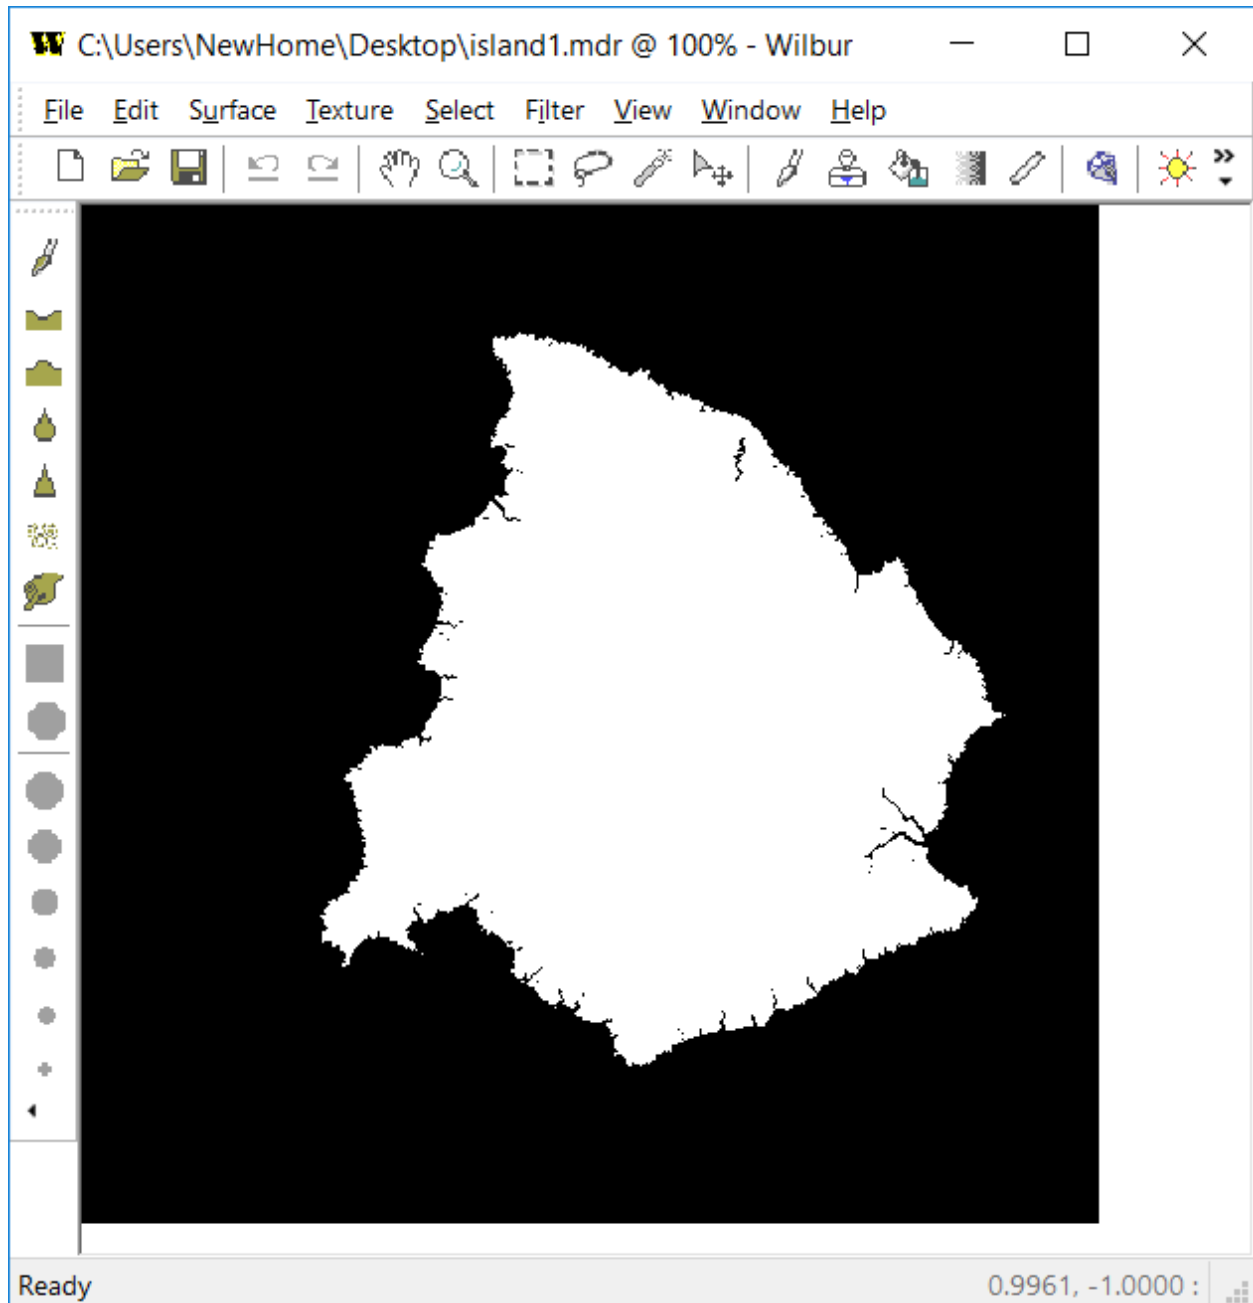 W C:\Users\NewHome\Desktop\island1.mdr @ 100% - Wilbur
File Edit Surface Texture Select Filter View Window Help
Ready 0.9961, -1.0000 :